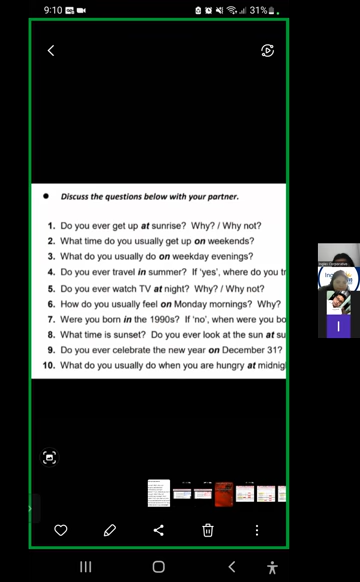 9:10
31%
Discuss the questions below with your partner.
1. Do you ever get up at sunrise? Why? / Why not?
2. What time do you usually get up on weekends?
3. What do you usually do on weekday evenings?
4. Do you ever travel in summer? If 'yes', where do you tr
5. Do you ever watch TV at night? Why? / Why not?
6. How do you usually feel on Monday mornings? Why?
7. Were you born in the 1990s? If 'no', when were you bo
8. What time is sunset? Do you ever look at the sun at su
9. Do you ever celebrate the new year on December 31?
10. What do you usually do when you are hungry at midnig
I